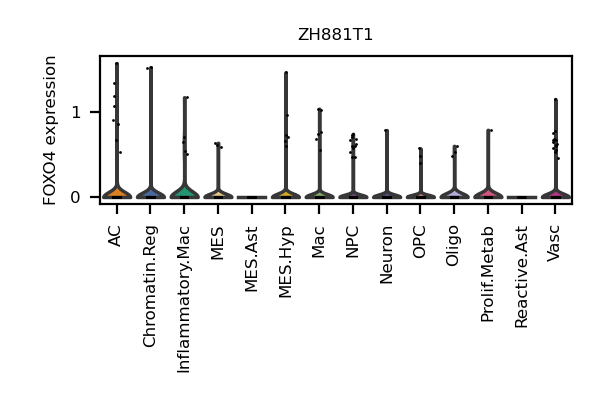 ZH881T1
FOXO4 expression
1
0
AC
Chromatin.Reg
Inflammatory.Mac
MES
MES.Ast
MES.Hyp
Mac
NPC
Neuron
OPC
Oligo
Prolif.Metab
Reactive.Ast
Vasc